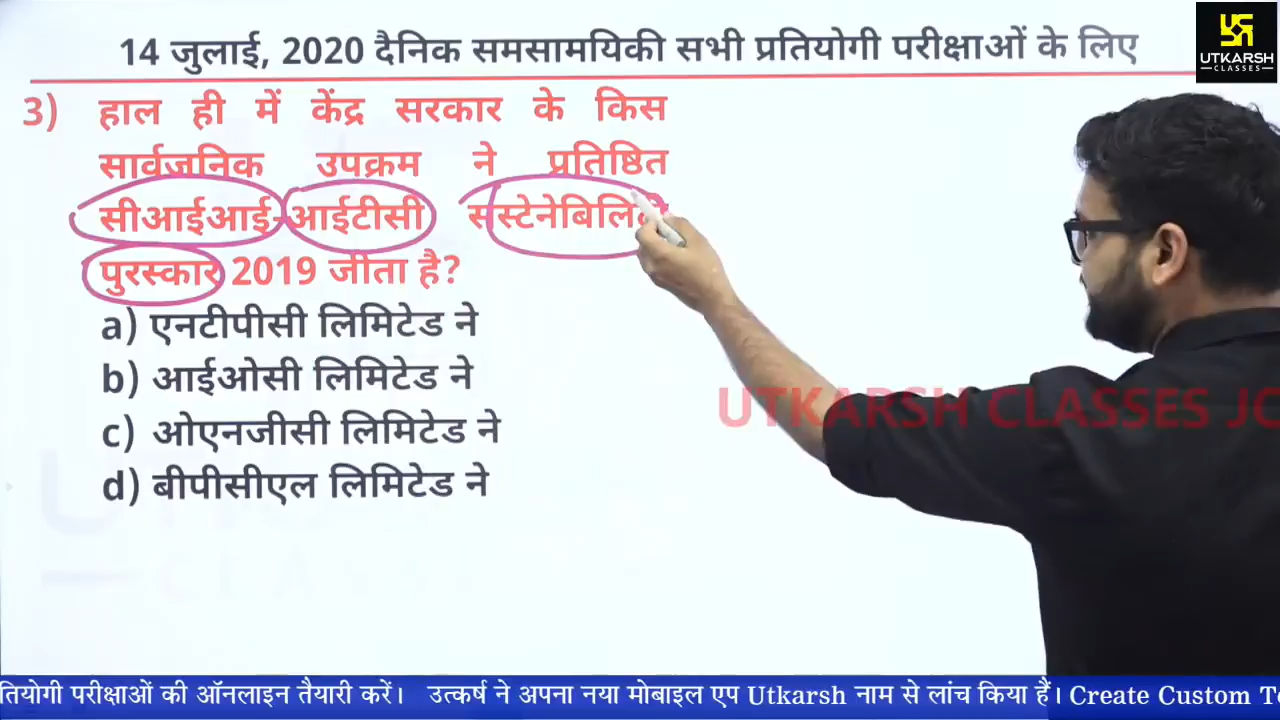 14 जुलाई, 2020 दैनिक समसामयिकी सभी प्रतियोगी परीक्षाओं के लिए
UTKARSH
CLASSES
3) हाल ही में केंद्र सरकार के किस
सार्वजनिक उपक्रम ने प्रतिष्ठित
सीआईआई-आईटीसी
पुरस्कार 2019 जीता है?
a) एनटीपीसी लिमिटेड ने
b) आईओसी लिमिटेड ने
c) ओएनजीसी लिमिटेड ने
d) बीपीसीएल लिमिटेड ने
UTKARSH CLASSES
परीक्षाओं की ऑनलाइन तैयारी करें। उत्कर्ष ने अपना नया मोबाइल एप Utkarsh नाम से लांच किया हैं। Create Custom